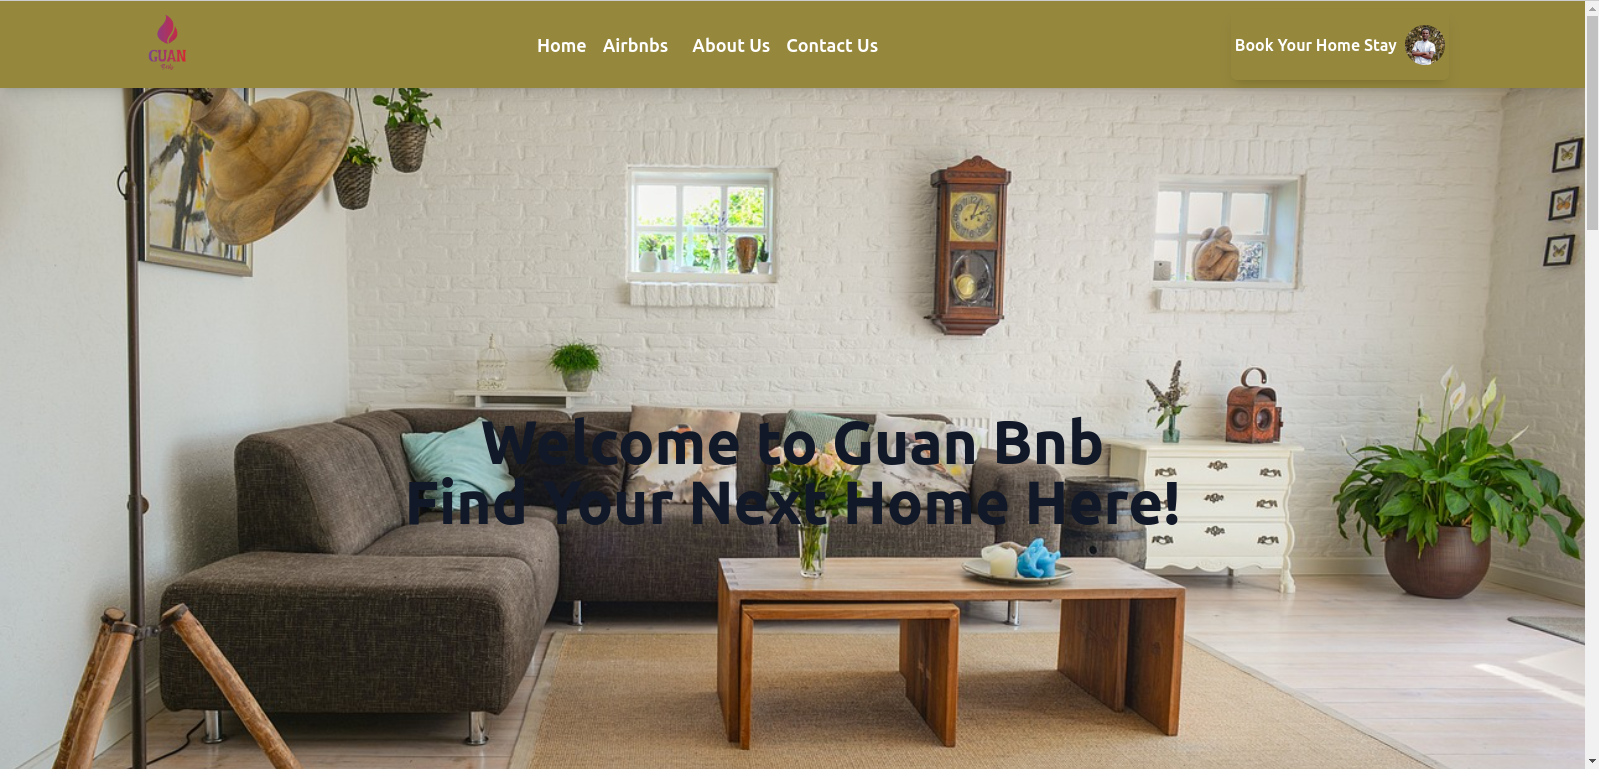 GUAN
Home Airbnbs About Us Contact Us
Book Your Home Stay
Welcome to Guan Bnb
Find Your Next Home Here!